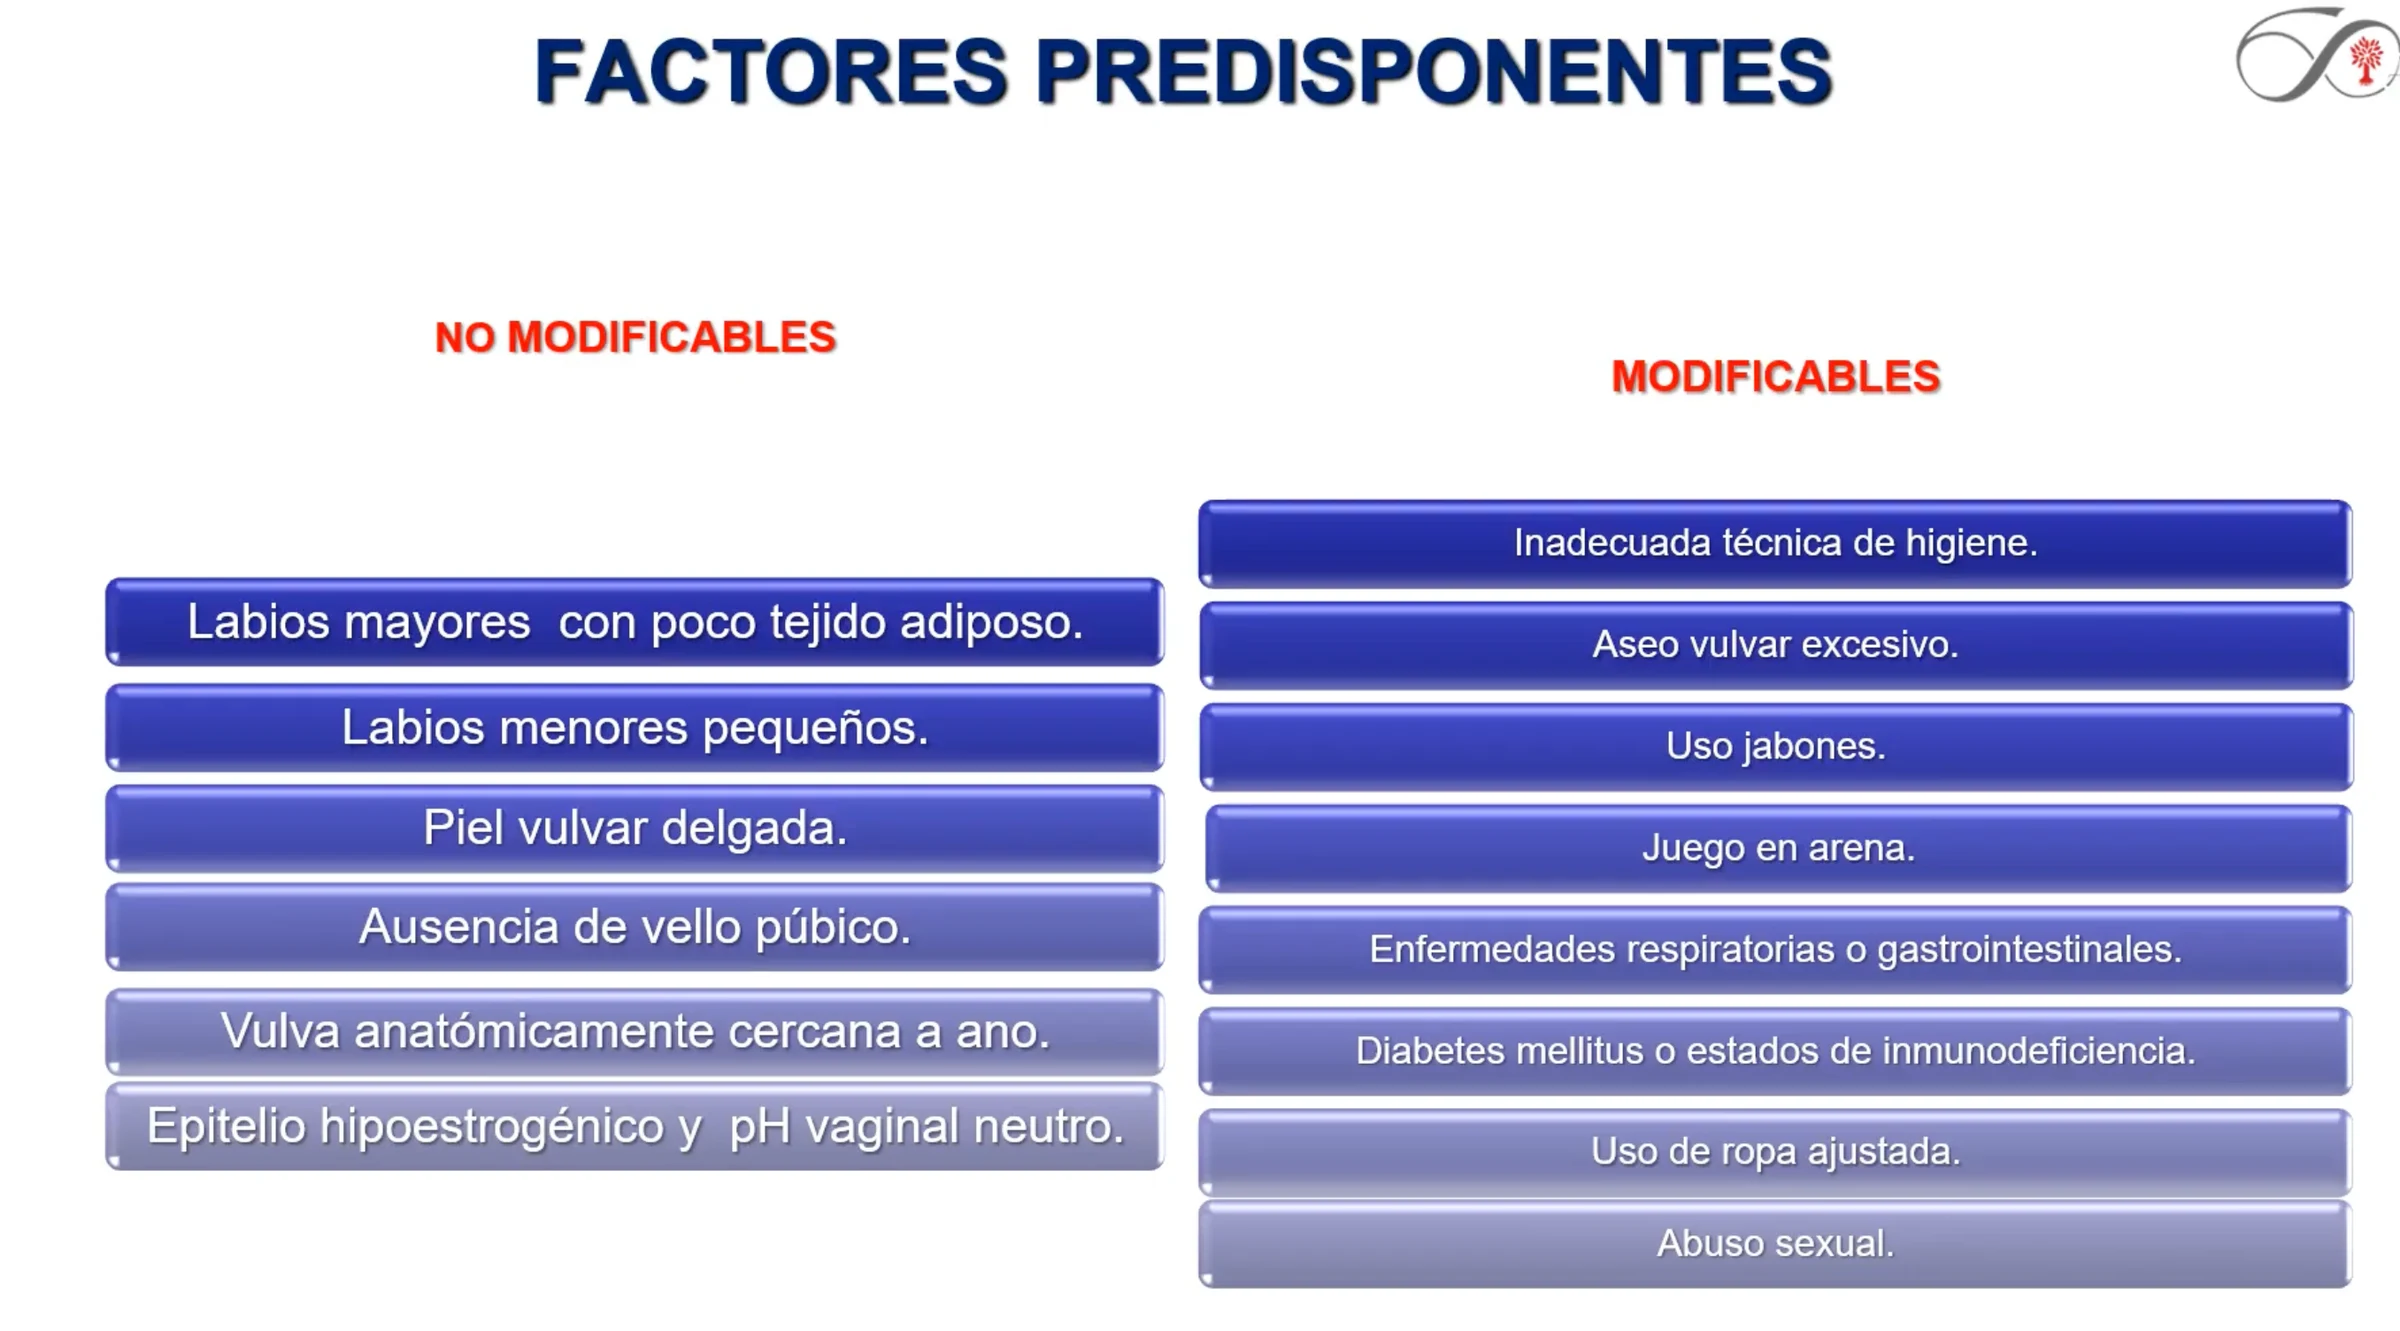 FACTORES PREDISPONENTES
NO MODIFICABLES
Labios mayores  con poco tejido adiposo.
Labios menores pequeños.
Piel vulvar delgada.
Ausencia de vello púbico.
Vulva anatómicamente cercana a ano.
Epitelio hipoestrogénico y  pH vaginal neutro.
MODIFICABLES
Inadecuada técnica de higiene.
Aseo vulvar excesivo.
Uso jabones.
Juego en arena.
Enfermedades respiratorias o gastrointestinales.
Diabetes mellitus o estados de inmunodeficiencia.
Uso de ropa ajustada.
Abuso sexual.